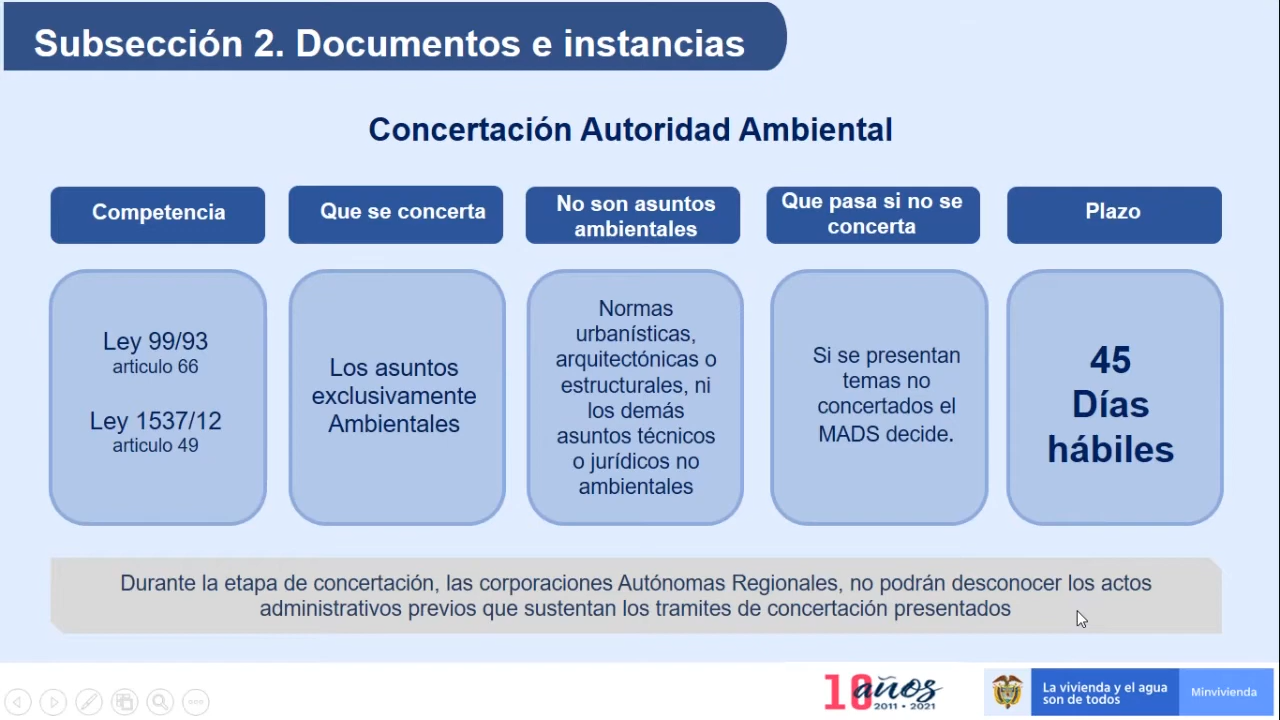 Subsección 2. Documentos e instancias
Concertación Autoridad Ambiental
Competencia
Ley 99/93
articulo 66
Ley 1537/12
articulo 49
Que se concerta
Los asuntos
exclusivamente
Ambientales
No son asuntos
ambientales
Normas
urbanísticas,
arquitectónicas o
estructurales, ni
los demás
asuntos técnicos
o jurídicos no
ambientales
Que pasa si no se
concerta
Si se presentan
temas no
concertados el
MADS decide.
Plazo
45
Días
hábiles
Durante la etapa de concertación, las corporaciones Autónomas Regionales, no podrán desconocer los actos
administrativos previos que sustentan los tramites de concertación presentados
10 años
2011 • 2021
La vivienda y el agua
son de todos
Minvivienda